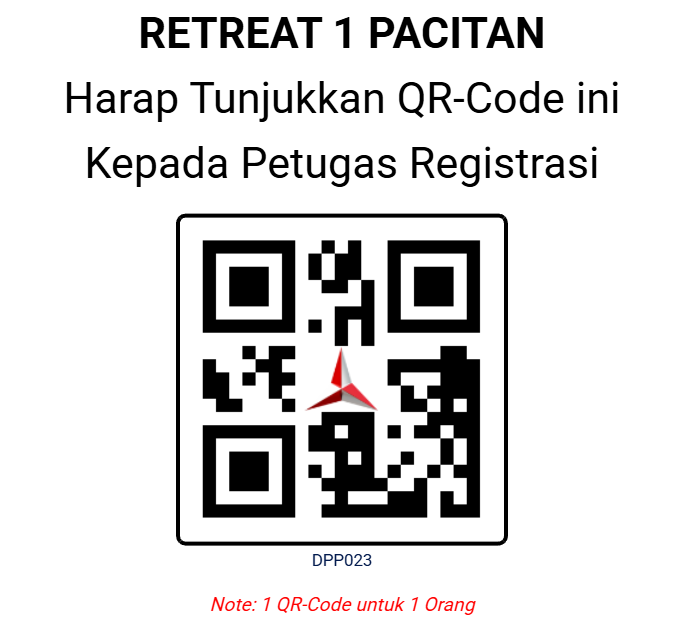 RETREAT 1 PACITAN
Harap Tunjukkan QR-Code ini
Kepada Petugas Registrasi
DPP023
Note: 1 QR-Code untuk 1 Orang